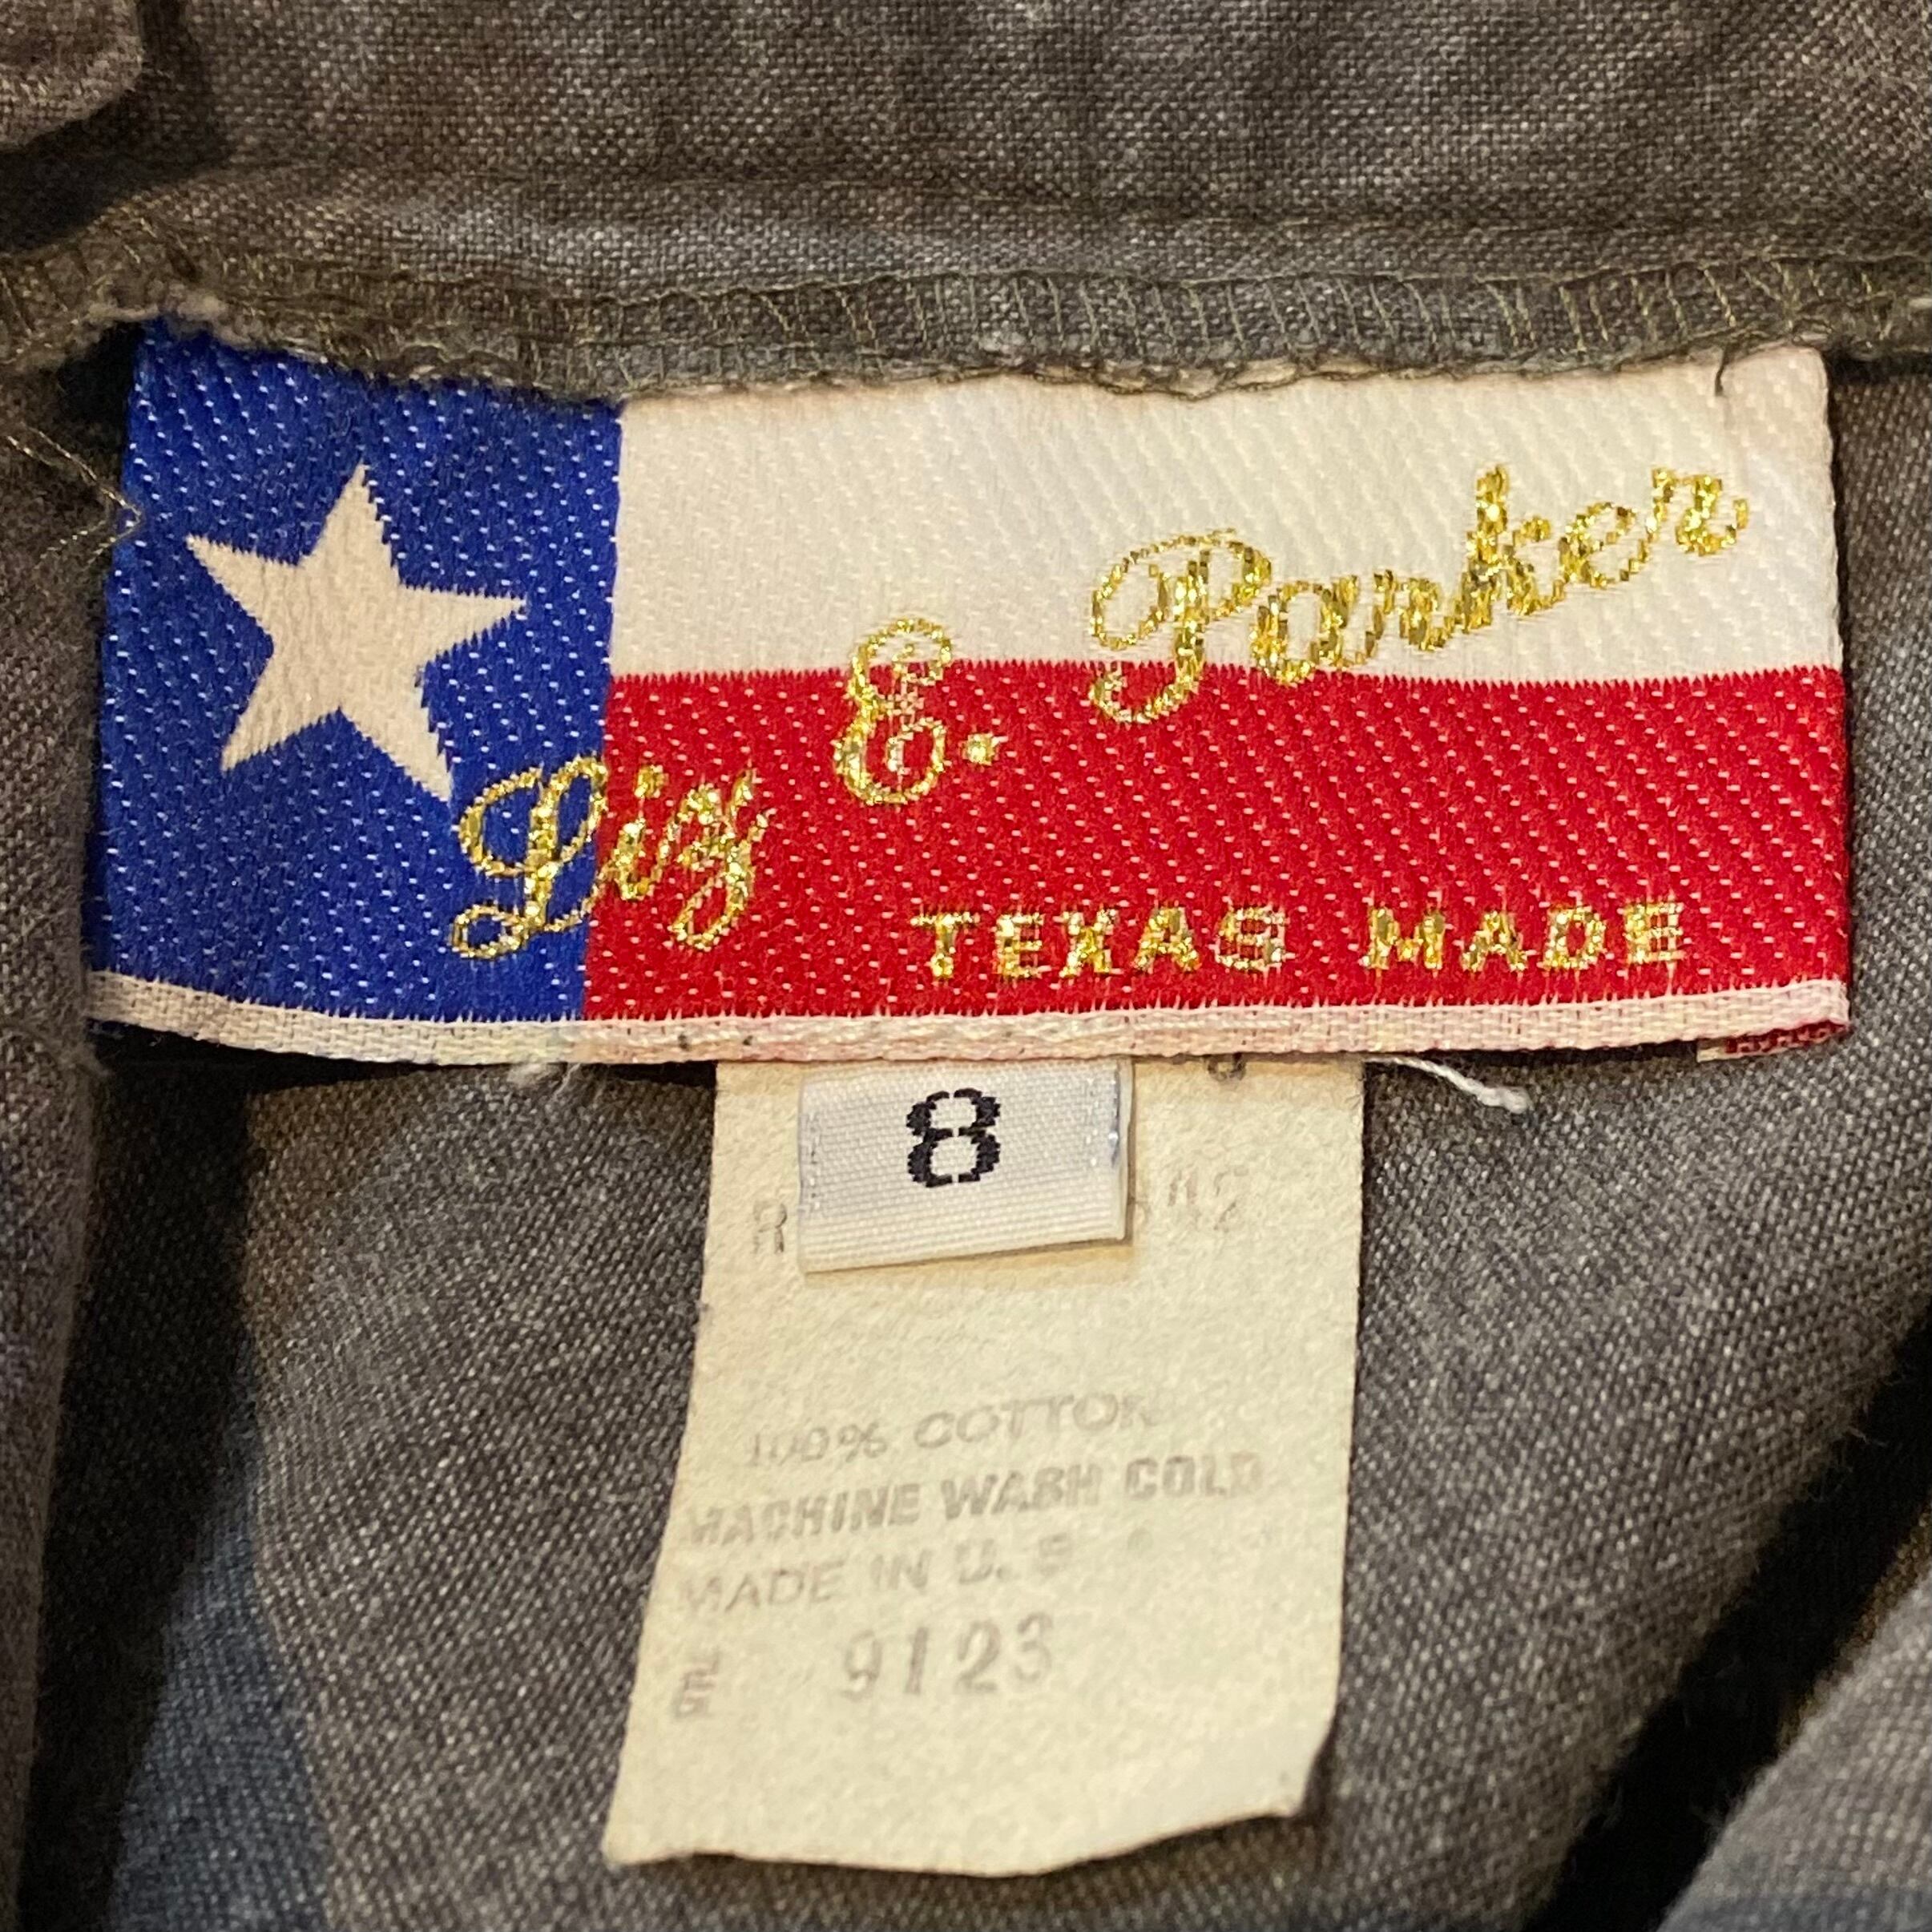 Liz E. Parker
TEXAS MADE
8
100% COTTON
MACHINE WASH COLD
MADE IN U.S
9123